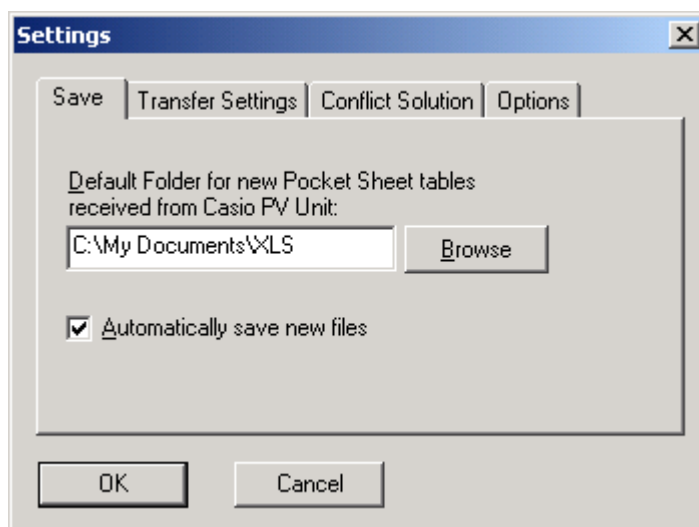 Settings
Save
Transfer Settings
Conflict Solution
Options
Default Folder for new Pocket Sheet tables
received from Casio PV Unit:
C:\My Documents\XLS
Browse
Automatically save new files
OK
Cancel